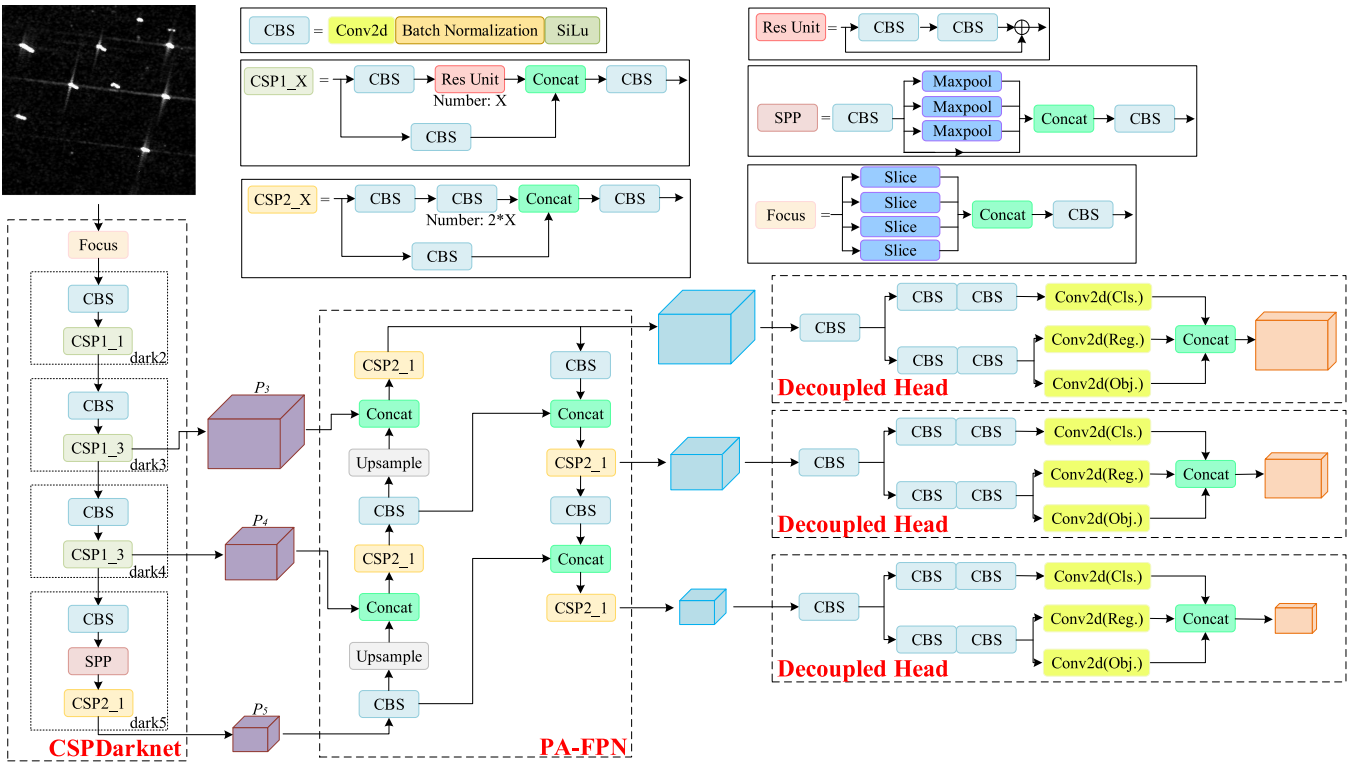 CBS = Conv2d Batch Normalization SiLu
CSP1_X = CBS Res Unit Concat CBS
Number: X
CBS
CSP2_X = CBS CBS Concat CBS
Number: 2*X
CBS
Res Unit = CBS CBS
SPP = CBS Maxpool Concat CBS
Maxpool
Maxpool
Focus = Slice Concat CBS
Slice
Slice
Slice
Focus
CBS
CSP1_1
dark2
CBS
CSP1_3
dark3
CBS
CSP1_3
dark4
CBS
SPP
CSP2_1
dark5
CSPDarknet
P3
P4
P5
CSP2_1
Concat
Upsample
CBS
CSP2_1
Concat
Upsample
CBS
CBS
Concat
CSP2_1
CBS
Concat
CSP2_1
PA-FPN
CBS
CBS CBS Conv2d(Cls.)
CBS CBS Conv2d(Reg.)
Conv2d(Obj.)
Concat
Decoupled Head
CBS
CBS CBS Conv2d(Cls.)
CBS CBS Conv2d(Reg.)
Conv2d(Obj.)
Concat
Decoupled Head
CBS
CBS CBS Conv2d(Cls.)
CBS CBS Conv2d(Reg.)
Conv2d(Obj.)
Concat
Decoupled Head